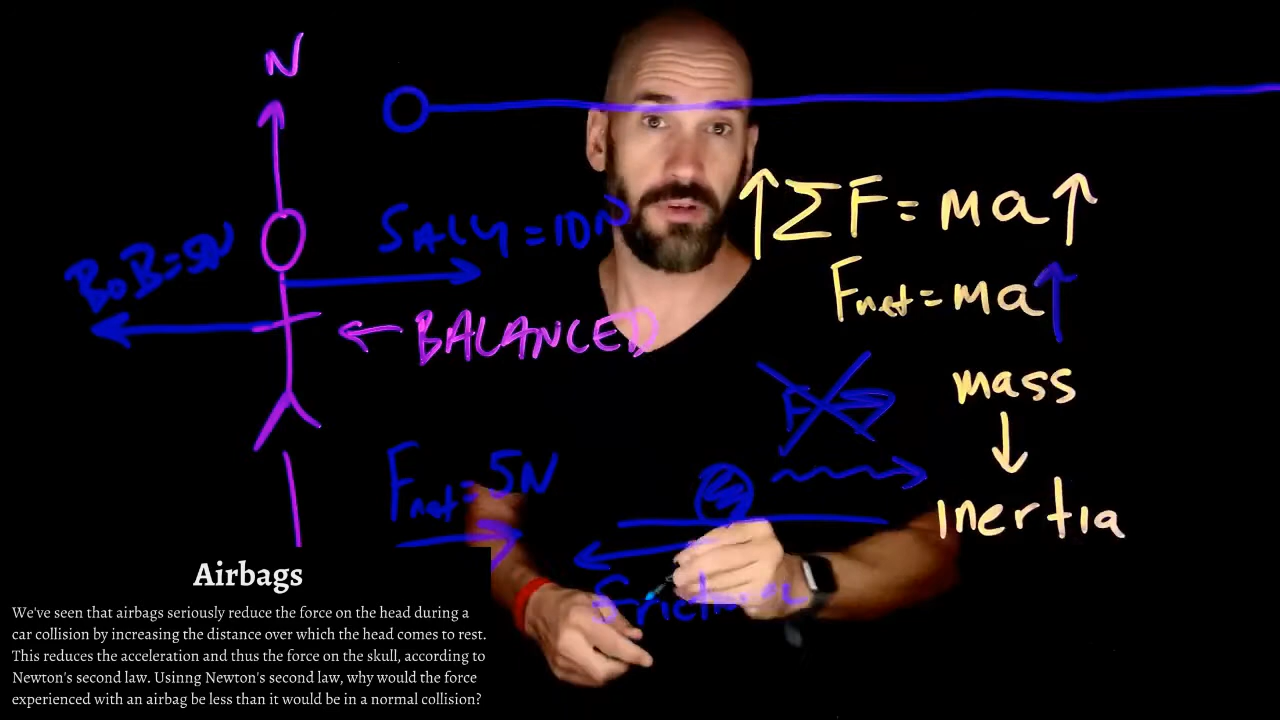 N
BOB=5N
SALLY=10N
↑ΣF=ma↑
Fnet=ma↑
← BALANCED
mass
↓
inertia
Fnet=5N
Friction
Airbags
We've seen that airbags seriously reduce the force on the head during a
car collision by increasing the distance over which the head comes to rest.
This reduces the acceleration and thus the force on the skull, according to
Newton's second law. Usinng Newton's second law, why would the force
experienced with an airbag be less than it would be in a normal collision?